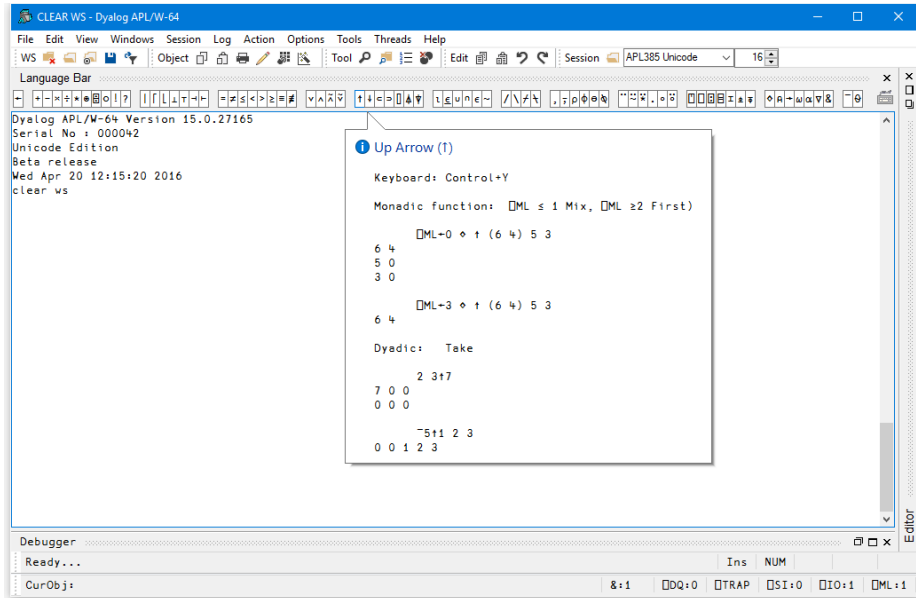 CLEAR WS - Dyalog APL/W-64
File Edit View Windows Session Log Action Options Tools Threads Help
WS Object Tool Edit Session APL385 Unicode 16
Language Bar
← + - × ÷ * ⍟ ⌹ ○ ! ? | ⌈ ⌊ ⊥ ⊤ ⊣ ⊢ = ≠ ≤ < > ≥ ≡ ≢ ∨ ∧ ⍲ ⍱ ↑ ↓ ⊂ ⊃ ⌷ ⍋ ⍒ ⍳ ⍷ ∪ ∩ ∊ ~ / \ ⌿ ⍀ , ⍪ ⍴ ⌽ ⊖ ⍉ ¨ ⍨ ⍣ . ∘ ⍤
Dyalog APL/W-64 Version 15.0.27165
Serial No : 000042
Unicode Edition
Beta release
Wed Apr 20 12:15:20 2016
clear ws
Up Arrow (↑)
Keyboard: Control+Y
Monadic function: ⎕ML ≤ 1 Mix, ⎕ML ≥2 First)
⎕ML←0 ⋄ ↑ (6 4) 5 3
6 4
5 0
3 0
⎕ML←3 ⋄ ↑ (6 4) 5 3
6 4
Dyadic: Take
2 3↑7
7 0 0
0 0 0
¯5↑1 2 3
0 0 1 2 3
Editor
Debugger
Ready...
Ins NUM
CurObj:
&:1 ⎕DQ:0 ⎕TRAP ⎕SI:0 ⎕IO:1 ⎕ML:1